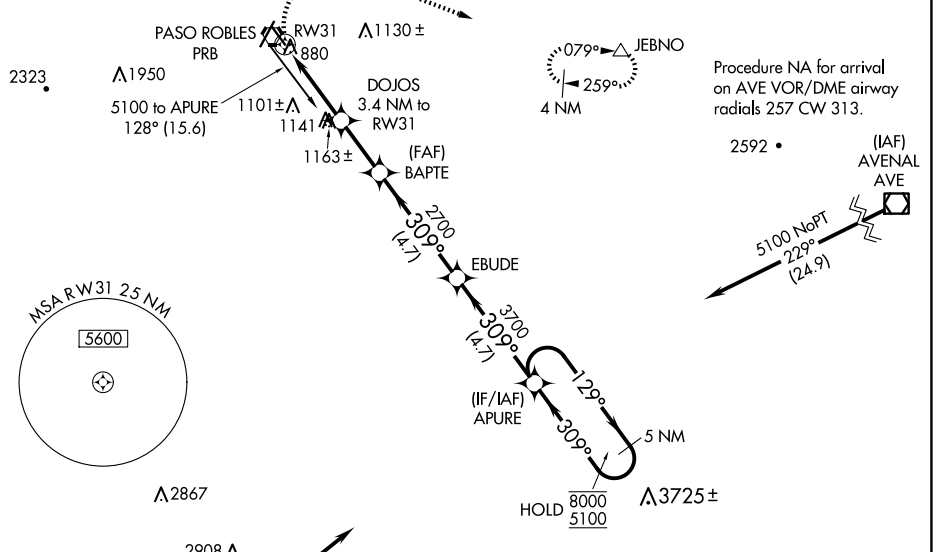 PASO ROBLES
PRB
RW31
880
1130 ±
2323
1950
5100 to APURE
128° (15.6)
1101±
1141
1163 ±
DOJOS
3.4 NM to
RW31
(FAF)
BAPTE
079°
JEBNO
259°
4 NM
Procedure NA for arrival
on AVE VOR/DME airway
radials 257 CW 313.
2592
(IAF)
AVENAL
AVE
5100 NoPT
229°
(24.9)
2700
309°
(4.7)
EBUDE
3700
309°
(4.7)
MSA RW31 25 NM
5600
(IF/IAF)
APURE
129°
309°
5 NM
HOLD
8000
5100
3725 ±
2867
2908